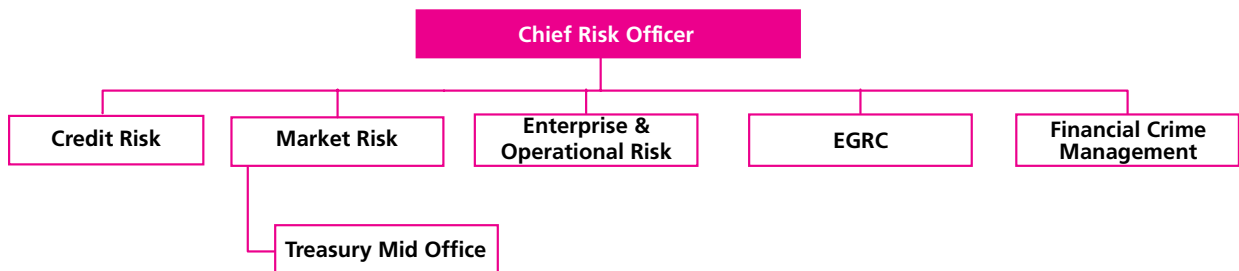 Chief Risk Officer
Credit Risk
Market Risk
Enterprise &
Operational Risk
EGRC
Financial Crime
Management
Treasury Mid Office